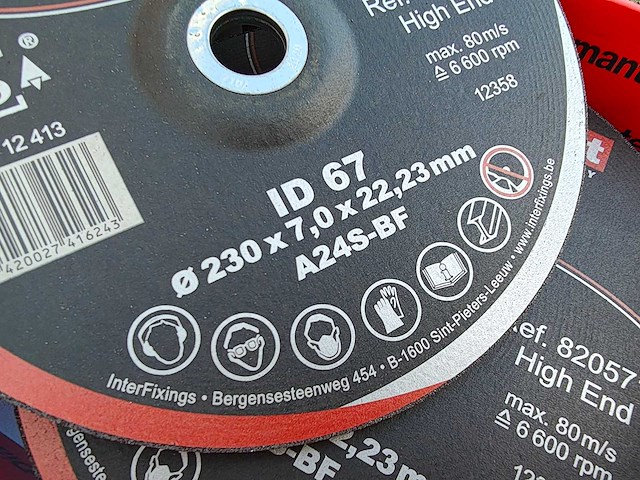 Ref.
High End
max. 80 m/s
≙ 6 600 rpm
12358
®
12 413
420027 416243
ID 67
Ø 230 x 7,0 x 22,23 mm
A24S-BF
InterFixings • Bergensesteenweg 454 • B-1600 Sint-Pieters-Leeuw • www.interfixings.be
Ref. 82057
High End
max. 80 m/s
≙ 6 600 rpm
2,23 mm
S-BF